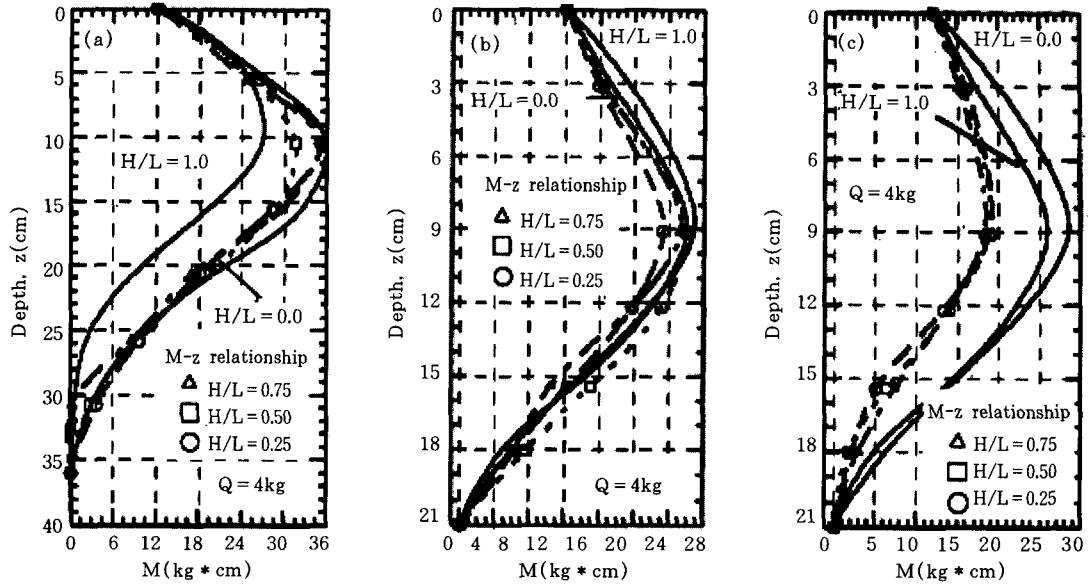 (a)
0
5
10
15
20
25
30
35
40
Depth, z(cm)
H/L=1.0
H/L=0.0
M-z relationship
H/L=0.75
H/L=0.50
H/L=0.25
Q=4kg
0 6 12 18 24 30 36
M(kg*cm)
(b)
0
3
6
9
12
15
18
21
Depth, z(cm)
H/L=1.0
H/L=0.0
M-z relationship
H/L=0.75
H/L=0.50
H/L=0.25
Q=4kg
0 4 8 12 16 20 24 28
M(kg*cm)
(c)
0
3
6
9
12
15
18
21
Depth, z(cm)
H/L=0.0
H/L=1.0
Q=4kg
M-z relationship
H/L=0.75
H/L=0.50
H/L=0.25
0 5 10 15 20 25 30
M(kg*cm)